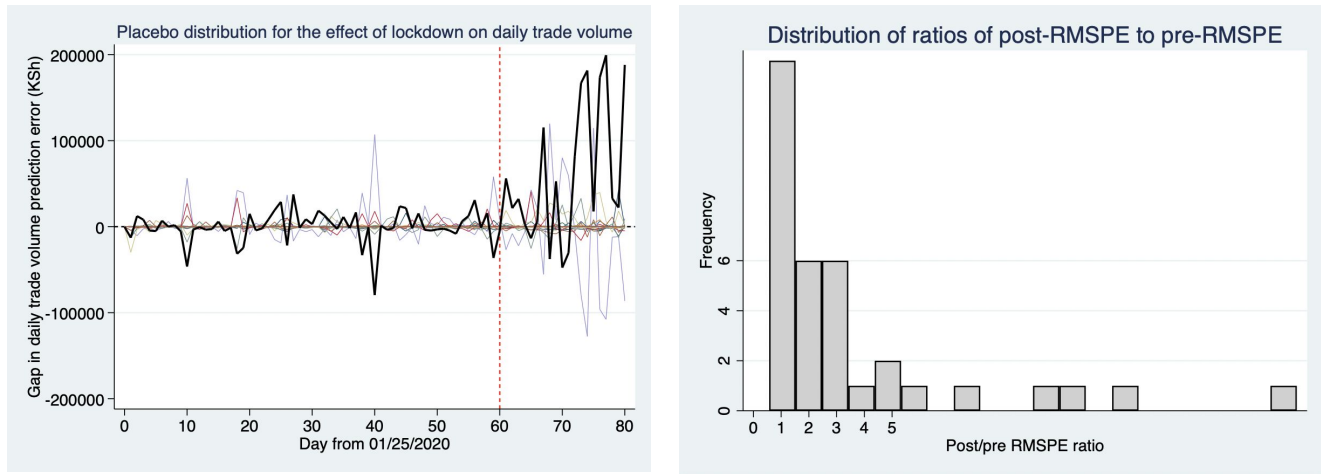 Placebo distribution for the effect of lockdown on daily trade volume
Gap in daily trade volume prediction error (KSh)
200000
100000
0
-100000
-200000
0 10 20 30 40 50 60 70 80
Day from 01/25/2020
Distribution of ratios of post-RMSPE to pre-RMSPE
Frequency
6
4
2
0
0 1 2 3 4 5
Post/pre RMSPE ratio